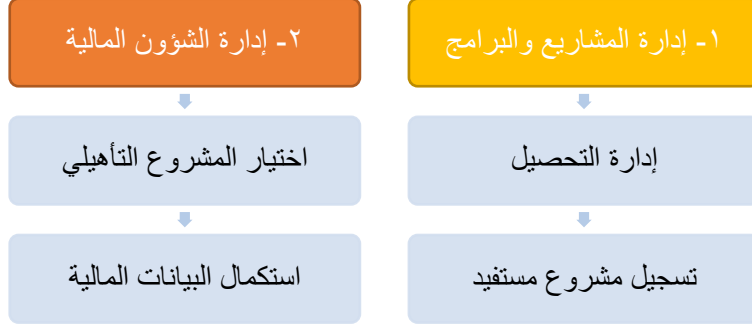 ١- إدارة المشاريع والبرامج
إدارة التحصيل
تسجيل مشروع مستفيد
٢- إدارة الشؤون المالية
اختيار المشروع التأهيلي
استكمال البيانات المالية